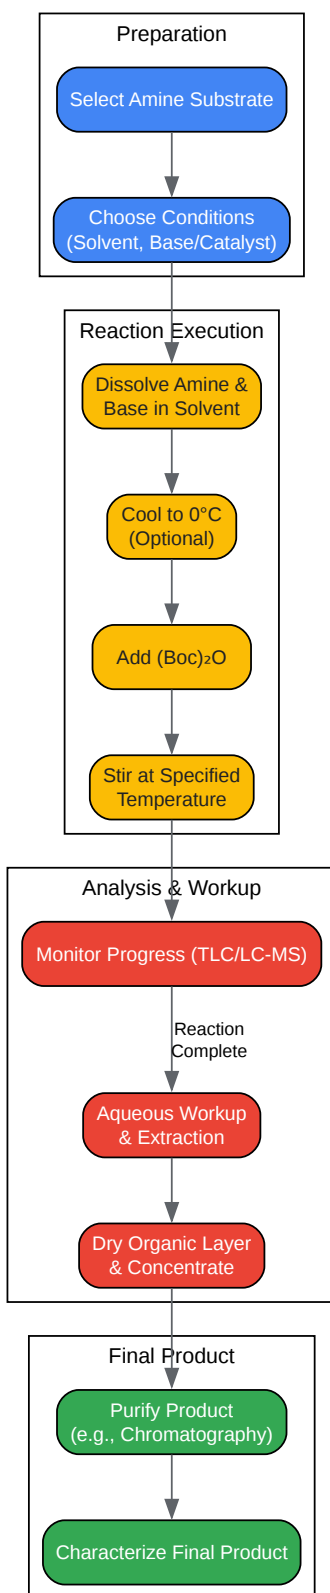 Preparation
Select Amine Substrate
Choose Conditions
(Solvent, Base/Catalyst)
Reaction Execution
Dissolve Amine &
Base in Solvent
Cool to 0°C
(Optional)
Add (Boc)₂O
Stir at Specified
Temperature
Analysis & Workup
Monitor Progress (TLC/LC-MS)
Reaction
Complete
Aqueous Workup
& Extraction
Dry Organic Layer
& Concentrate
Final Product
Purify Product
(e.g., Chromatography)
Characterize Final Product